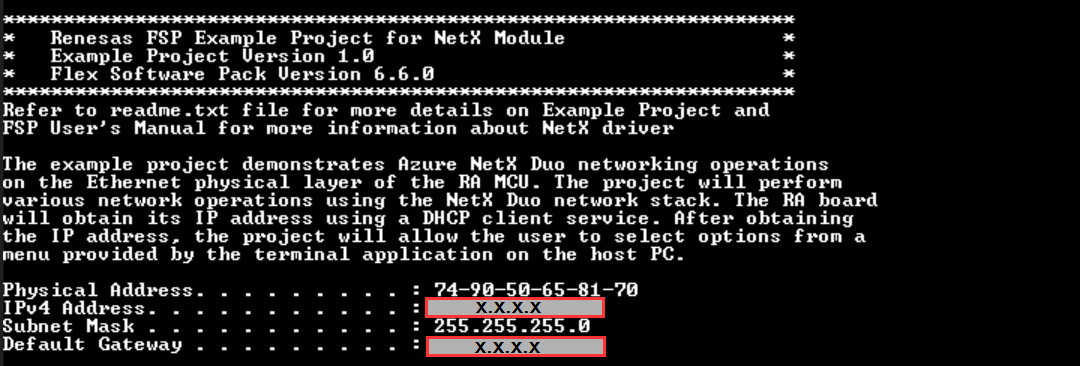 ********************************************************************
*   Renesas FSP Example Project for NetX Module                  *
*   Example Project Version 1.0                                  *
*   Flex Software Pack Version 6.6.0                             *
********************************************************************
Refer to readme.txt file for more details on Example Project and
FSP User's Manual for more information about NetX driver
The example project demonstrates Azure NetX Duo networking operations
on the Ethernet physical layer of the RA MCU. The project will perform
various network operations using the NetX Duo network stack. The RA board
will obtain its IP address using a DHCP client service. After obtaining
the IP address, the project will allow the user to select options from a
menu provided by the terminal application on the host PC.
Physical Address. . . . . . . . . : 74-90-50-65-81-70
IPv4 Address. . . . . . . . . . . : X.X.X.X
Subnet Mask . . . . . . . . . . . : 255.255.255.0
Default Gateway . . . . . . . . . : X.X.X.X